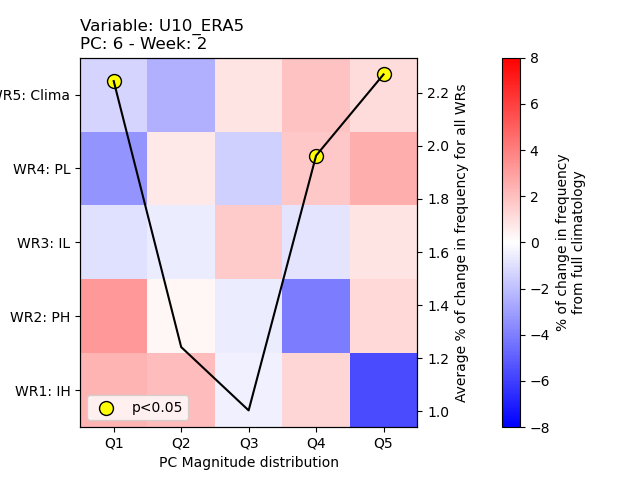 Variable: U10_ERA5
PC: 6 - Week: 2
WR5: Clima
WR4: PL
WR3: IL
WR2: PH
WR1: IH
Q1 Q2 Q3 Q4 Q5
PC Magnitude distribution
p<0.05
2.2
2.0
1.8
1.6
1.4
1.2
1.0
Average % of change in frequency for all WRs
8
6
4
2
0
−2
−4
−6
−8
% of change in frequency
from full climatology